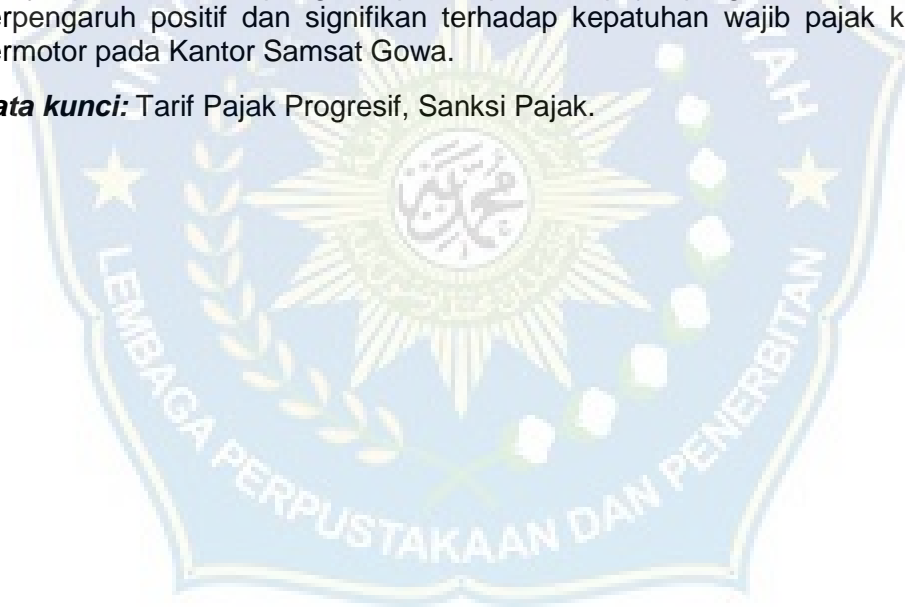 erpengaruh positif dan signifikan terhadap kepatuhan wajib pajak k
ermotor pada Kantor Samsat Gowa.
ata kunci: Tarif Pajak Progresif, Sanksi Pajak.
محمد
LEMBAGA PERPUSTAKAAN DAN PENERBITAN